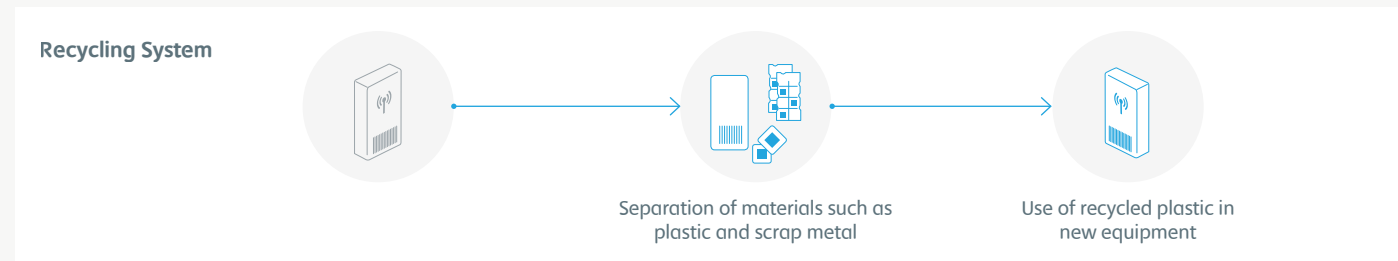 Recycling System
Separation of materials such as
plastic and scrap metal
Use of recycled plastic in
new equipment